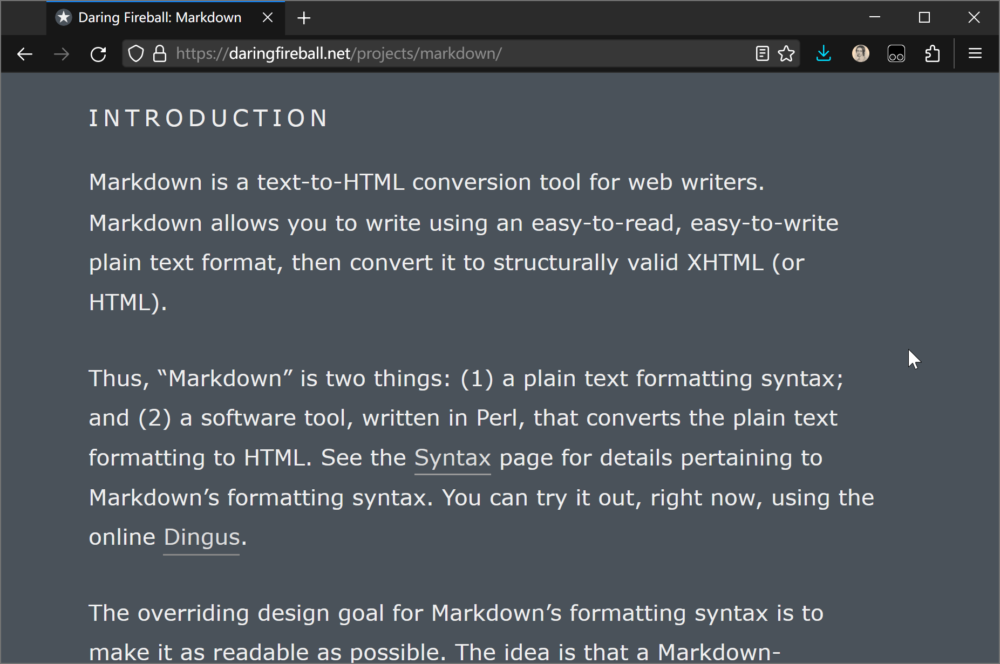 Daring Fireball: Markdown
https://daringfireball.net/projects/markdown/
INTRODUCTION
Markdown is a text-to-HTML conversion tool for web writers.
Markdown allows you to write using an easy-to-read, easy-to-write
plain text format, then convert it to structurally valid XHTML (or
HTML).
Thus, “Markdown” is two things: (1) a plain text formatting syntax;
and (2) a software tool, written in Perl, that converts the plain text
formatting to HTML. See the Syntax page for details pertaining to
Markdown’s formatting syntax. You can try it out, right now, using the
online Dingus.
The overriding design goal for Markdown’s formatting syntax is to
make it as readable as possible. The idea is that a Markdown-